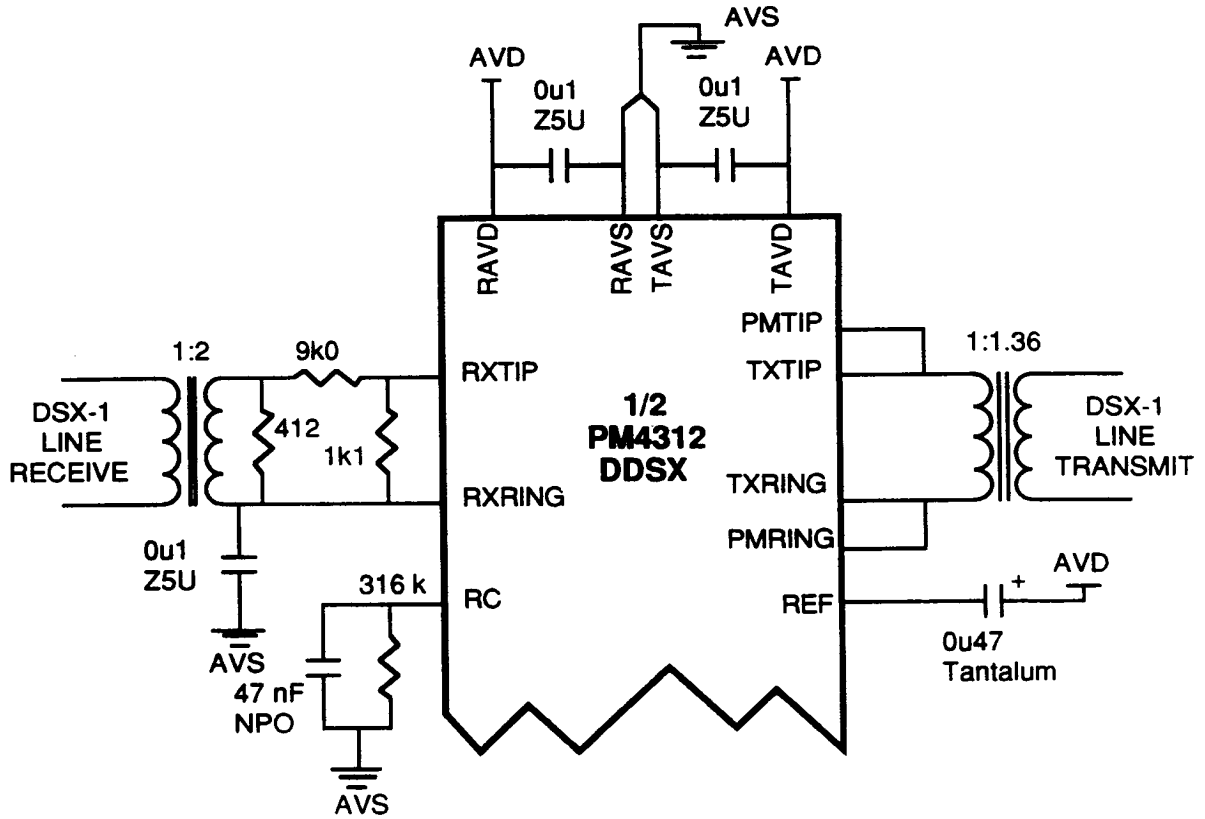 AVS
AVD
AVD
0u1
Z5U
0u1
Z5U
RAVD
RAVS
TAVS
TAVD
PMTIP
1:2
9k0
RXTIP
TXTIP
1:1.36
DSX-1
LINE
RECEIVE
412
1k1
1/2
PM4312
DDSX
DSX-1
LINE
TRANSMIT
RXRING
TXRING
PMRING
0u1
Z5U
AVS
316 k
RC
REF
+
AVD
0u47
Tantalum
47 nF
NPO
AVS